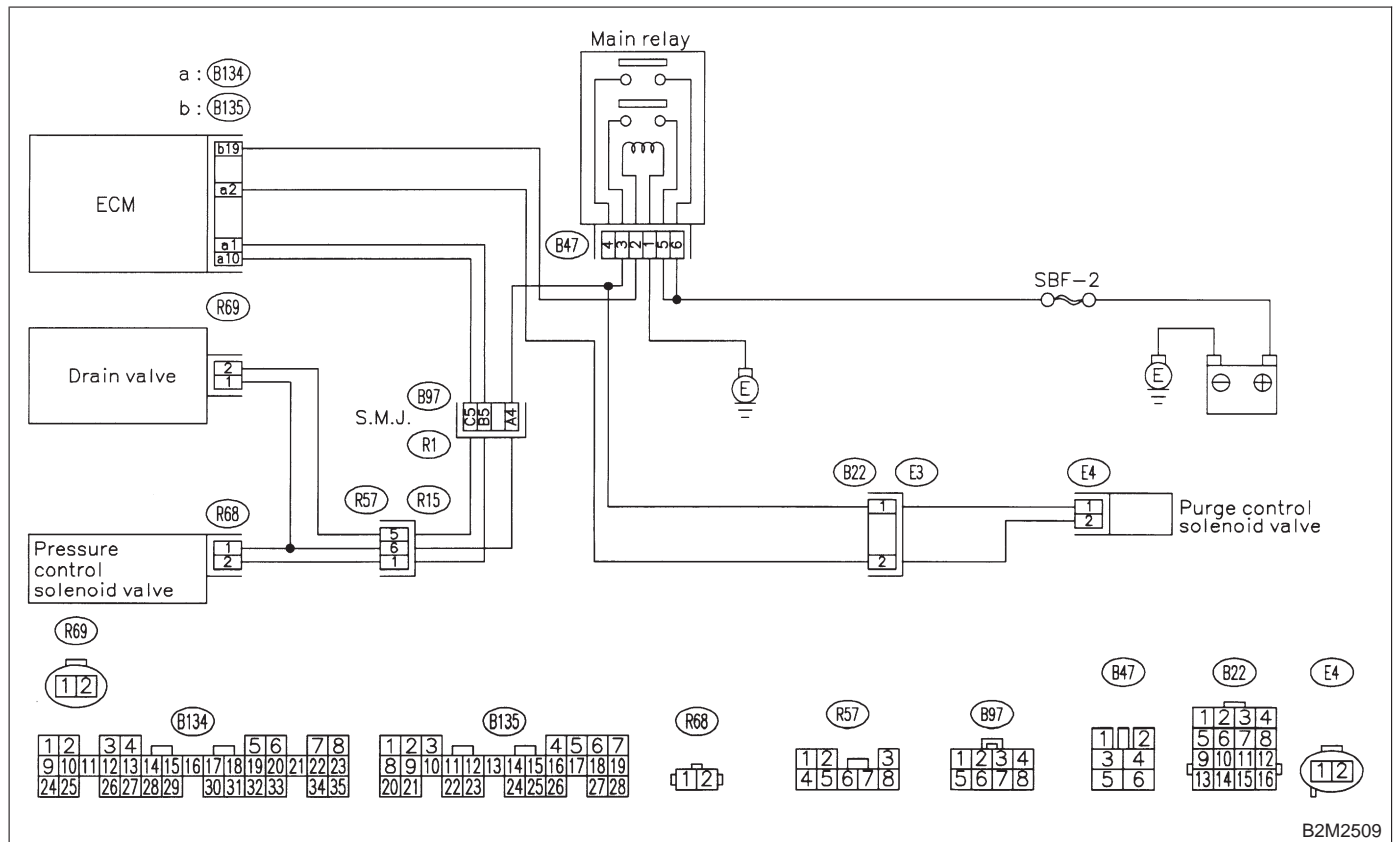 Main relay
a : B134
b : B135
ECM
b19
a2
a1
a10
B47
4 3 2 1 5 6
SBF-2
E
E
⊖ ⊕
R69
Drain valve
2
1
B97
S.M.J.
C5 B5 A4
R1
R57 R15
5
6
1
R68
Pressure
control
solenoid valve
1
2
B22 E3
1
2
E4
1
2
Purge control
solenoid valve
R69
1 2
B134
1 2 3 4 5 6 7 8
9 10 11 12 13 14 15 16 17 18 19 20 21 22 23
24 25 26 27 28 29 30 31 32 33 34 35
B135
1 2 3 4 5 6 7
8 9 10 11 12 13 14 15 16 17 18 19
20 21 22 23 24 25 26 27 28
R68
1 2
R57
1 2 3
4 5 6 7 8
B97
1 2 3 4
5 6 7 8
B47
1 2
3 4
5 6
B22
1 2 3 4
5 6 7 8
9 10 11 12
13 14 15 16
E4
1 2
B2M2509